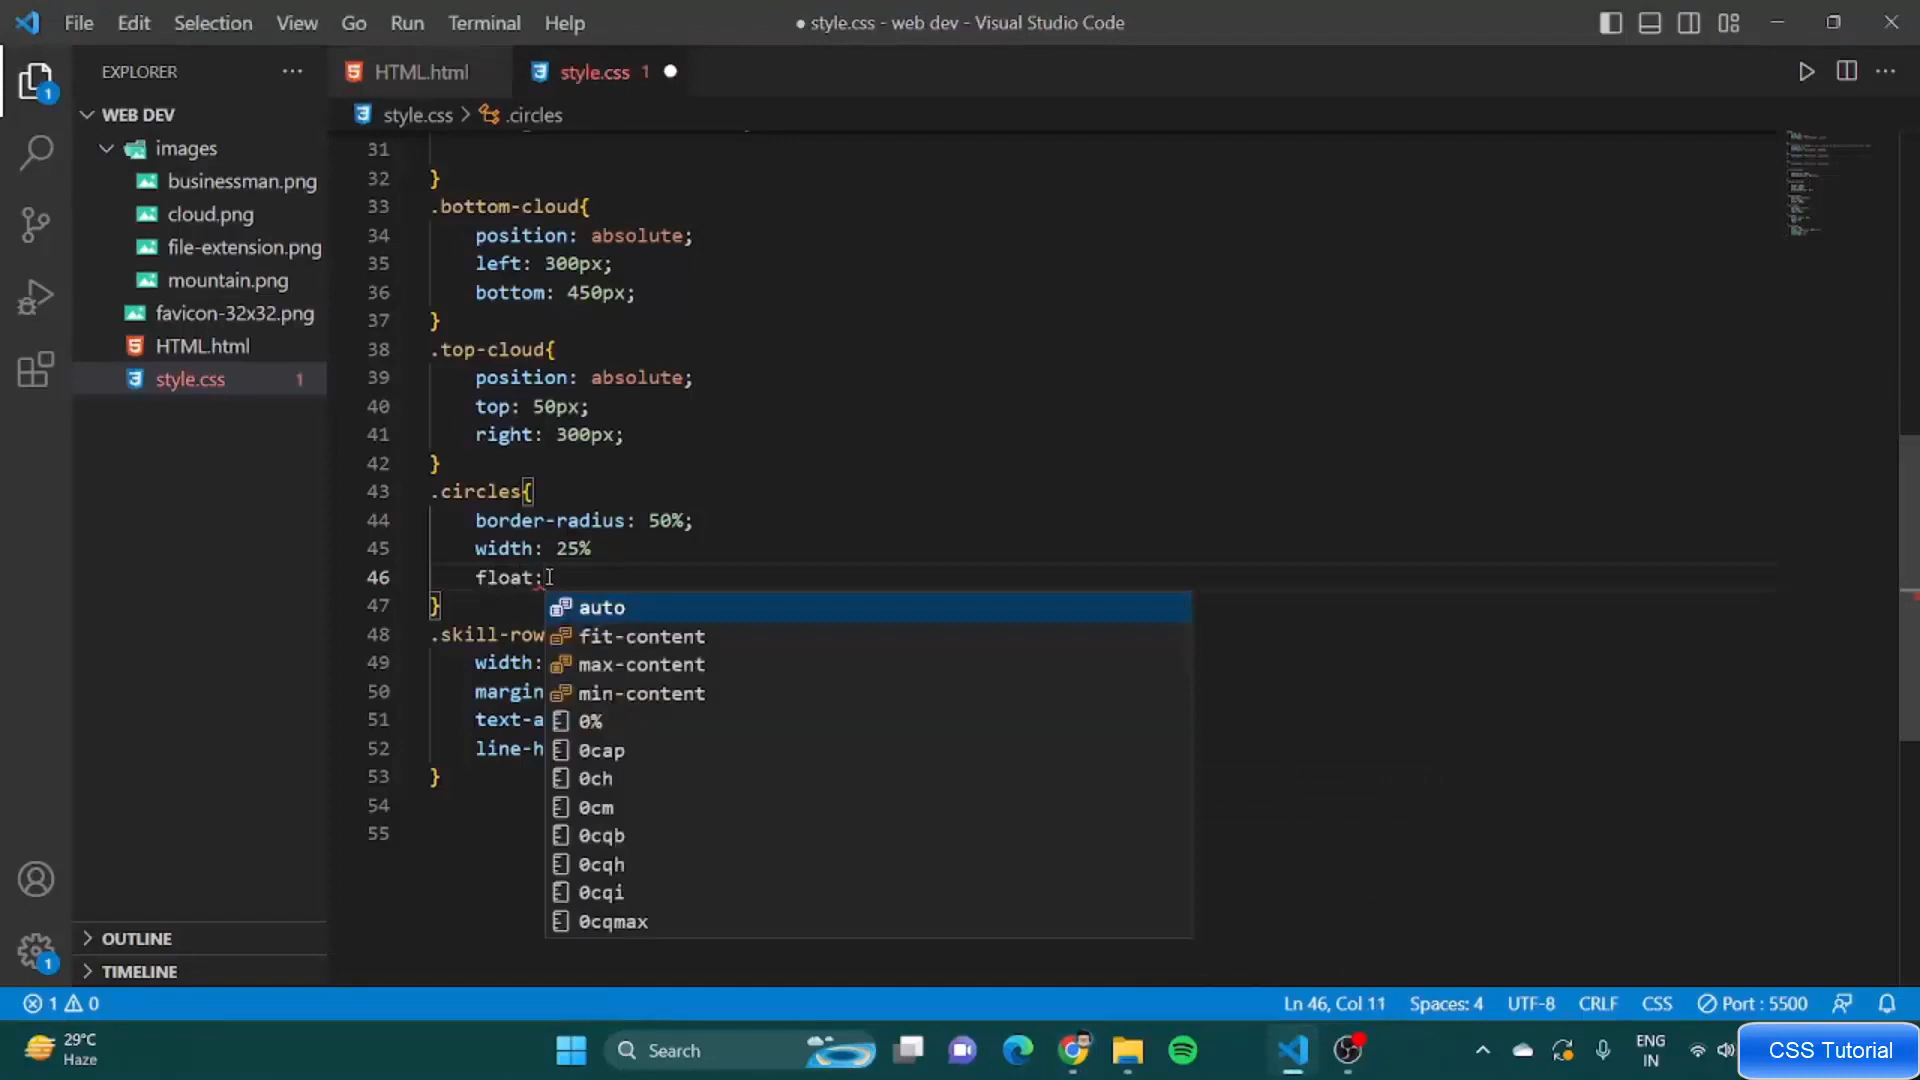 File Edit Selection View Go Run Terminal Help
● style.css - web dev - Visual Studio Code
EXPLORER
HTML.html
style.css 1
WEB DEV
style.css > .circles
images
businessman.png
cloud.png
file-extension.png
mountain.png
favicon-32x32.png
HTML.html
style.css 1
31
32 }
33 .bottom-cloud{
34 position: absolute;
35 left: 300px;
36 bottom: 450px;
37 }
38 .top-cloud{
39 position: absolute;
40 top: 50px;
41 right: 300px;
42 }
43 .circles{
44 border-radius: 50%;
45 width: 25%
46 float:
47 }
48 .skill-row
49 width:
50 margin
51 text-a
52 line-h
53 }
54
55
auto
fit-content
max-content
min-content
0%
0cap
0ch
0cm
0cqb
0cqh
0cqi
0cqmax
1
OUTLINE
1
TIMELINE
1 0
Ln 46, Col 11 Spaces: 4 UTF-8 CRLF CSS Port : 5500
29°C
Haze
Search
ENG
IN
CSS Tutorial